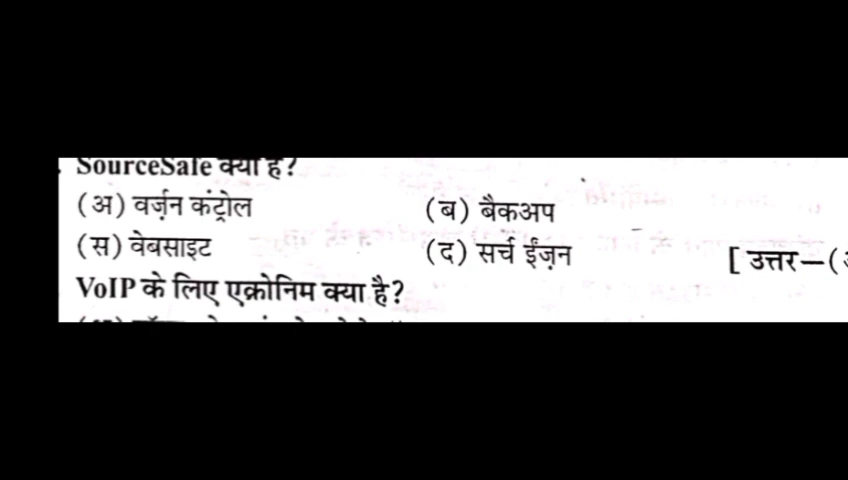 SourceSafe क्या है?
(अ) वर्ज़न कंट्रोल (ब) बैकअप
(स) वेबसाइट (द) सर्च ईंज़न [ उत्तर—(
VoIP के लिए एक्रोनिम क्या है?